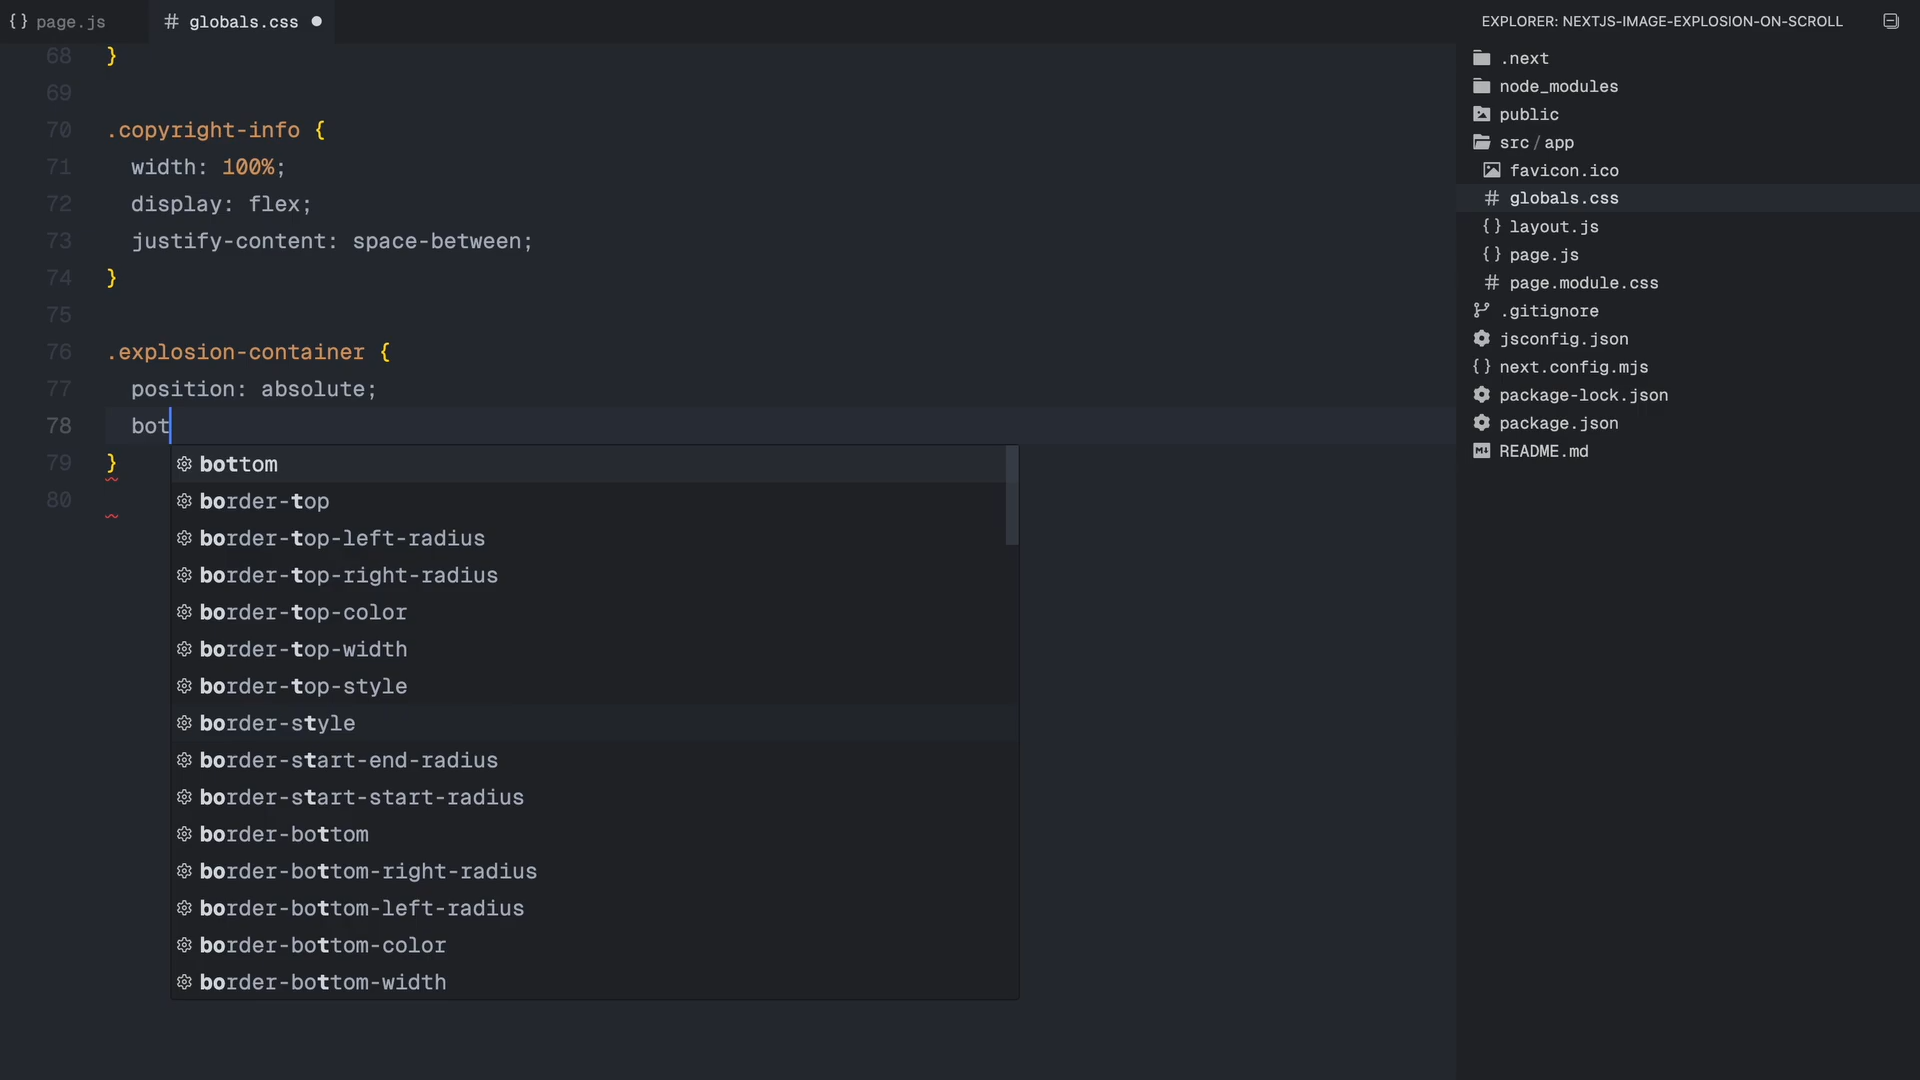 {} page.js
# globals.css
68 }
69
70 .copyright-info {
71 width: 100%;
72 display: flex;
73 justify-content: space-between;
74 }
75
76 .explosion-container {
77 position: absolute;
78 bot
79 }
80
bottom
border-top
border-top-left-radius
border-top-right-radius
border-top-color
border-top-width
border-top-style
border-style
border-start-end-radius
border-start-start-radius
border-bottom
border-bottom-right-radius
border-bottom-left-radius
border-bottom-color
border-bottom-width
EXPLORER: NEXTJS-IMAGE-EXPLOSION-ON-SCROLL
.next
node_modules
public
src/app
favicon.ico
# globals.css
{} layout.js
{} page.js
# page.module.css
.gitignore
jsconfig.json
{} next.config.mjs
package-lock.json
package.json
README.md